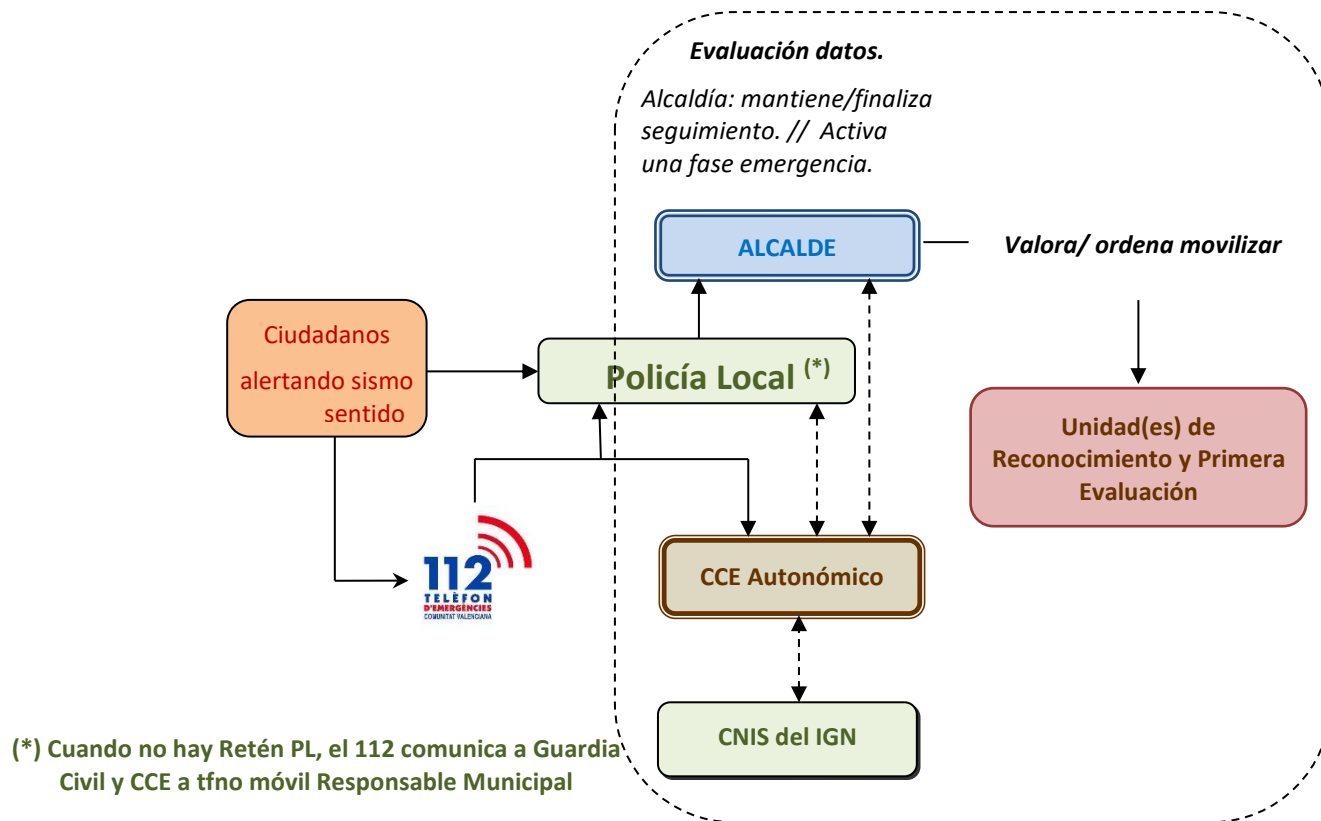 Evaluación datos.
Alcaldía: mantiene/finaliza
seguimiento. // Activa
una fase emergencia.
ALCALDE
Valora/ ordena movilizar
Ciudadanos
alertando sismo
sentido
Policía Local (*)
Unidad(es) de
Reconocimiento y Primera
Evaluación
112
TELÈFON
D'EMERGÈNCIES
COMUNITAT VALENCIANA
CCE Autonómico
CNIS del IGN
(*) Cuando no hay Retén PL, el 112 comunica a Guardia
Civil y CCE a tfno móvil Responsable Municipal